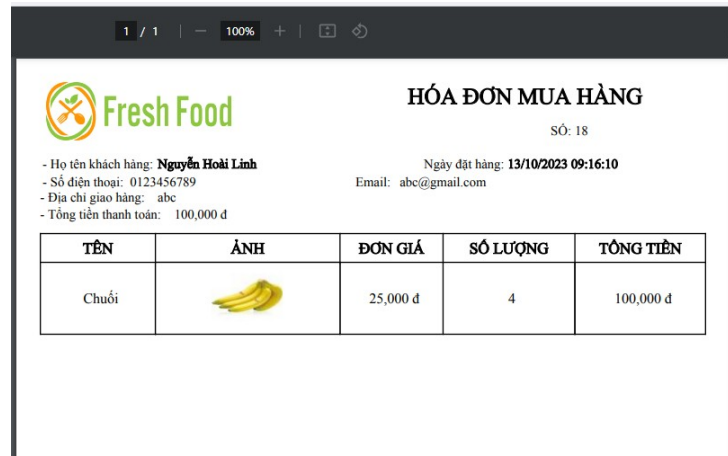 1 / 1 | − 100% + |
Fresh Food
HÓA ĐƠN MUA HÀNG
SỐ: 18
- Họ tên khách hàng: Nguyễn Hoài Linh Ngày đặt hàng: 13/10/2023 09:16:10
- Số điện thoại: 0123456789 Email: abc@gmail.com
- Địa chỉ giao hàng: abc
- Tổng tiền thanh toán: 100,000 đ
TÊN ẢNH ĐƠN GIÁ SỐ LƯỢNG TỔNG TIỀN
Chuối 25,000 đ 4 100,000 đ